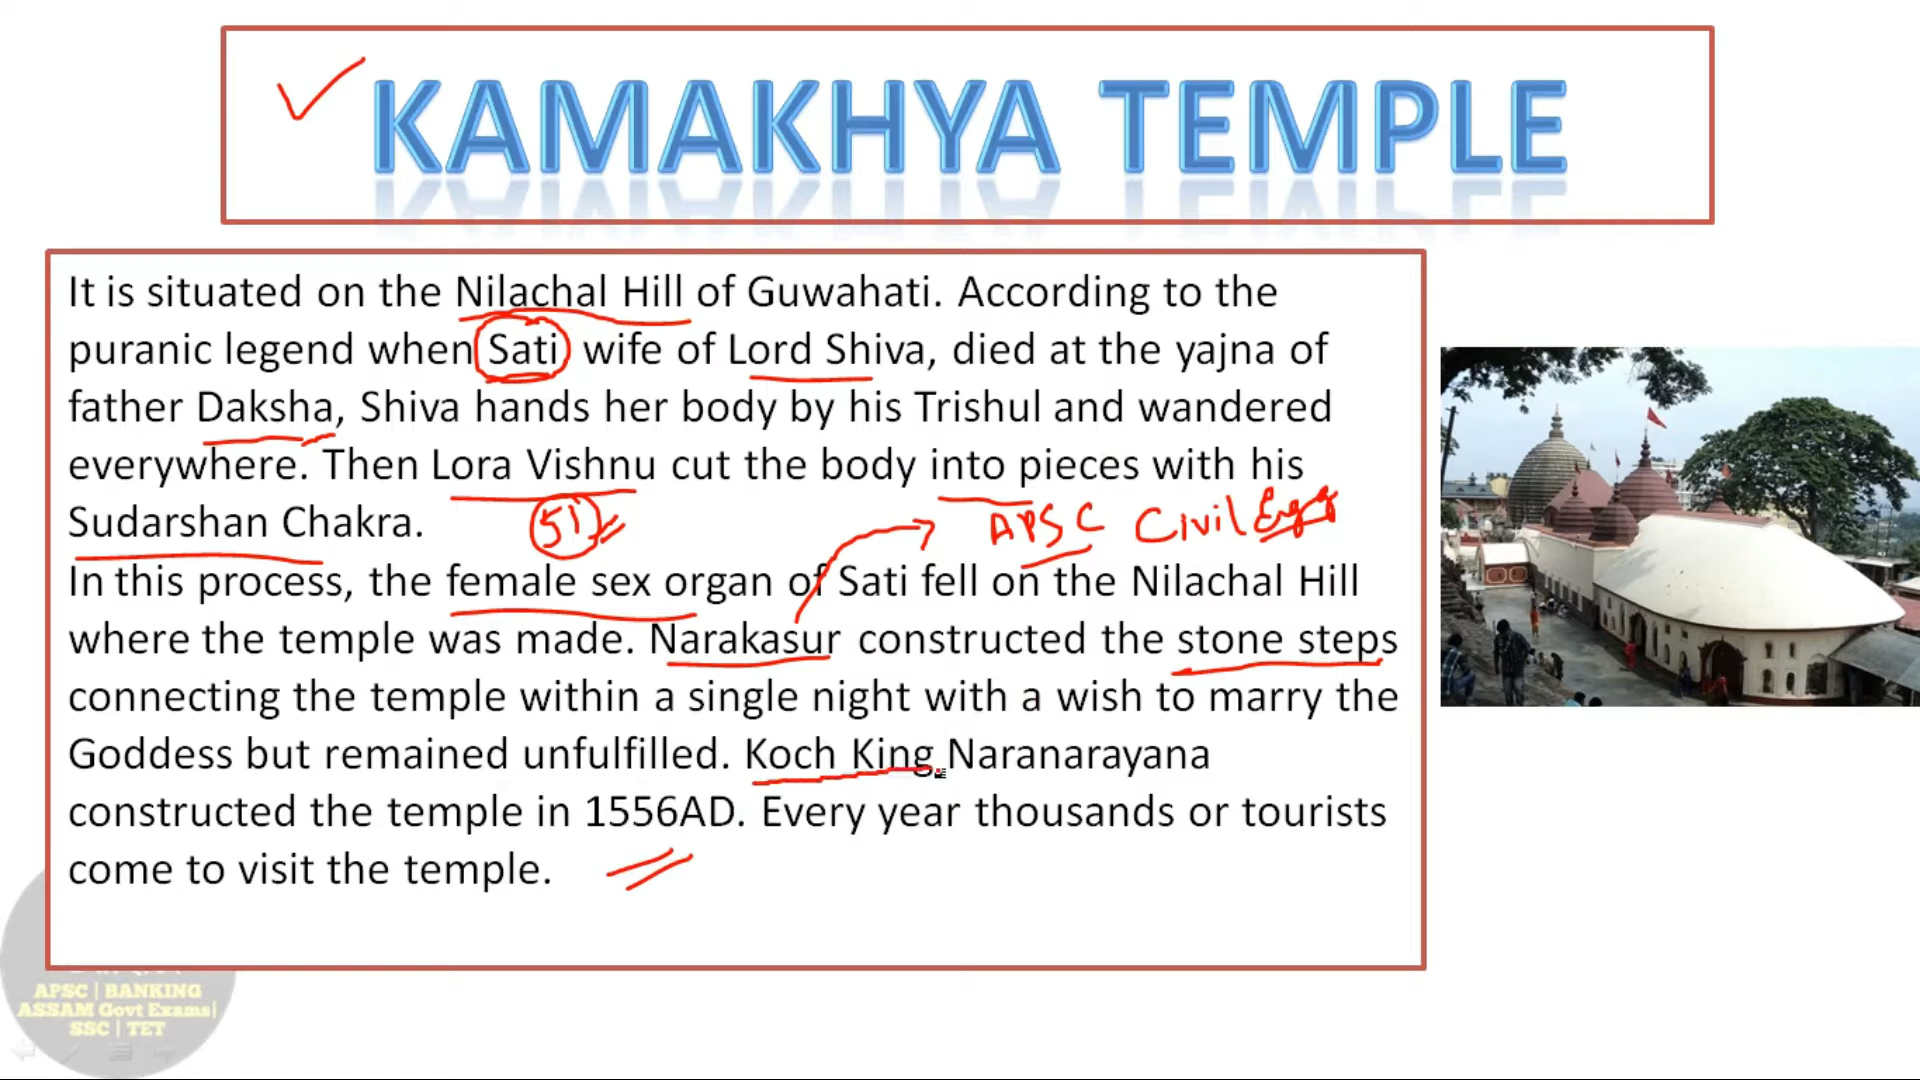 KAMAKHYA TEMPLE
It is situated on the Nilachal Hill of Guwahati. According to the
puranic legend when Sati wife of Lord Shiva, died at the yajna of
father Daksha, Shiva hands her body by his Trishul and wandered
everywhere. Then Lora Vishnu cut the body into pieces with his
Sudarshan Chakra.
51
APSC Civil
In this process, the female sex organ of Sati fell on the Nilachal Hill
where the temple was made. Narakasur constructed the stone steps
connecting the temple within a single night with a wish to marry the
Goddess but remained unfulfilled. Koch King Naranarayana
constructed the temple in 1556AD. Every year thousands or tourists
come to visit the temple.
APSC | BANKING
ASSAM Govt Exams|
SSC | TET